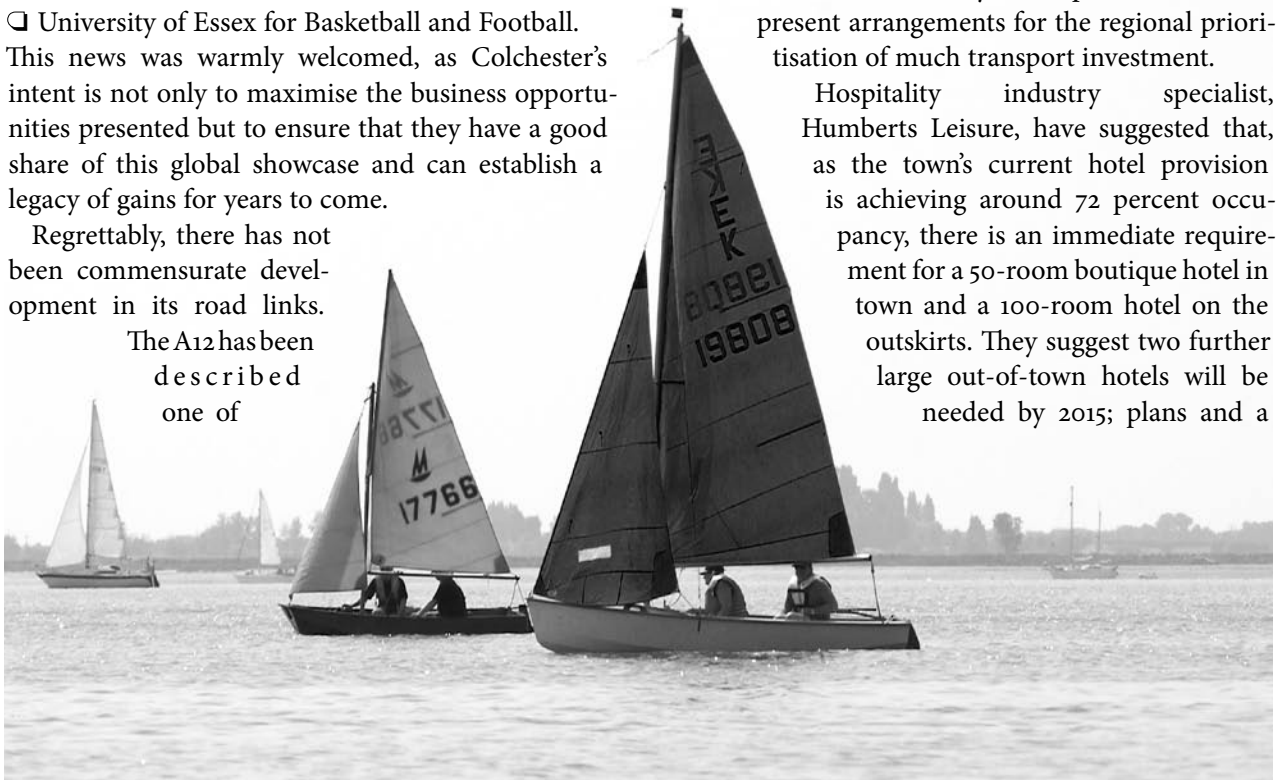 ❏ University of Essex for Basketball and Football.
This news was warmly welcomed, as Colchester’s
intent is not only to maximise the business opportu-
nities presented but to ensure that they have a good
share of this global showcase and can establish a
legacy of gains for years to come.
Regrettably, there has not
been commensurate devel-
opment in its road links.
The A12 has been
described
one of
present arrangements for the regional priori-
tisation of much transport investment.
Hospitality industry specialist,
Humberts Leisure, have suggested that,
as the town’s current hotel provision
is achieving around 72 percent occu-
pancy, there is an immediate require-
ment for a 50-room boutique hotel in
town and a 100-room hotel on the
outskirts. They suggest two further
large out-of-town hotels will be
needed by 2015; plans and a
M
17766
E
K
19808